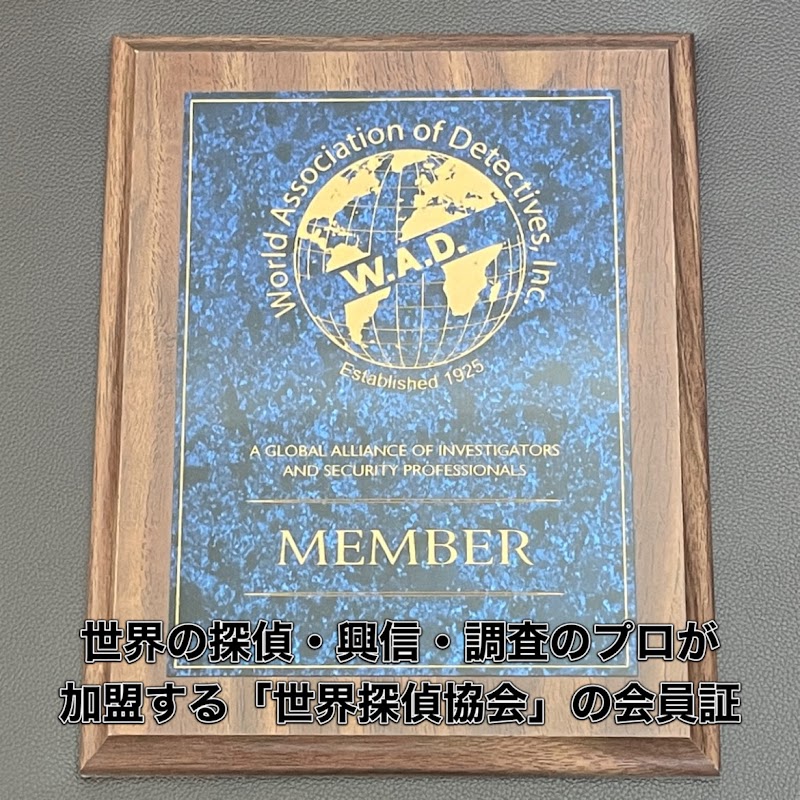 World Association of Detectives, Inc
W.A.D.
Established 1925
A GLOBAL ALLIANCE OF INVESTIGATORS
AND SECURITY PROFESSIONALS
MEMBER
世界の探偵・興信・調査のプロが
加盟する「世界探偵協会」の会員証